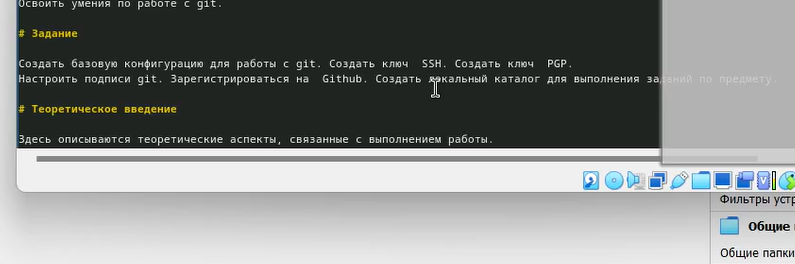 Освоить умения по работе с git.
# Задание
Создать базовую конфигурацию для работы с git. Создать ключ  SSH. Создать ключ  PGP.
Настроить подписи git. Зарегистрироваться на  Github. Создать локальный каталог для выполнения заданий по предмету.
# Теоретическое введение
Здесь описываются теоретические аспекты, связанные с выполнением работы.
Фильтры устр
Общие
Общие папки